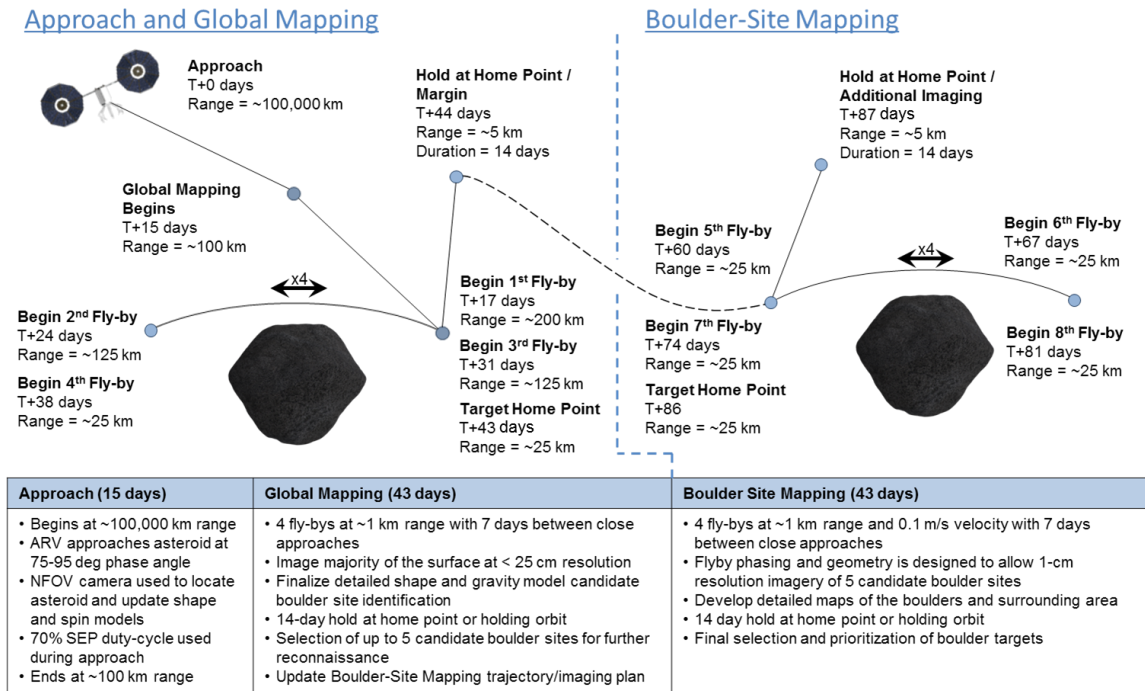 Approach and Global Mapping
Boulder-Site Mapping
Approach
T+0 days
Range = ~100,000 km
Global Mapping
Begins
T+15 days
Range = ~100 km
Hold at Home Point /
Margin
T+44 days
Range = ~5 km
Duration = 14 days
x4
Begin 2nd Fly-by
T+24 days
Range = ~125 km
Begin 4th Fly-by
T+38 days
Range = ~25 km
Begin 1st Fly-by
T+17 days
Range = ~200 km
Begin 3rd Fly-by
T+31 days
Range = ~125 km
Target Home Point
T+43 days
Range = ~25 km
Hold at Home Point /
Additional Imaging
T+87 days
Range = ~5 km
Duration = 14 days
Begin 5th Fly-by
T+60 days
Range = ~25 km
x4
Begin 6th Fly-by
T+67 days
Range = ~25 km
Begin 7th Fly-by
T+74 days
Range = ~25 km
Target Home Point
T+86
Range = ~25 km
Begin 8th Fly-by
T+81 days
Range = ~25 km
Approach (15 days)
• Begins at ~100,000 km range
• ARV approaches asteroid at
75-95 deg phase angle
• NFOV camera used to locate
asteroid and update shape
and spin models
• 70% SEP duty-cycle used
during approach
• Ends at ~100 km range
Global Mapping (43 days)
• 4 fly-bys at ~1 km range with 7 days between close
approaches
• Image majority of the surface at < 25 cm resolution
• Finalize detailed shape and gravity model candidate
boulder site identification
• 14-day hold at home point or holding orbit
• Selection of up to 5 candidate boulder sites for further
reconnaissance
• Update Boulder-Site Mapping trajectory/imaging plan
Boulder Site Mapping (43 days)
• 4 fly-bys at ~1 km range and 0.1 m/s velocity with 7 days
between close approaches
• Flyby phasing and geometry is designed to allow 1-cm
resolution imagery of 5 candidate boulder sites
• Develop detailed maps of the boulders and surrounding area
• 14 day hold at home point or holding orbit
• Final selection and prioritization of boulder targets